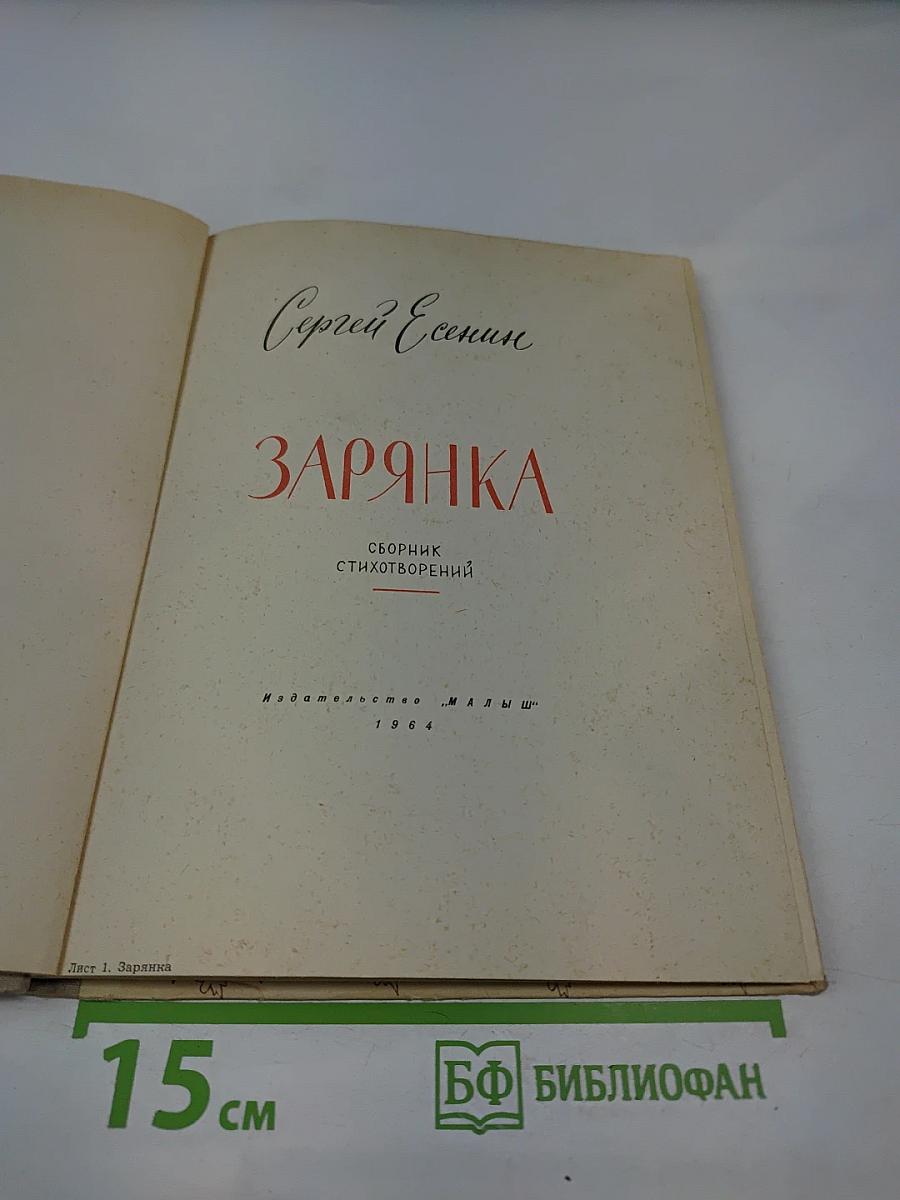 Сергей Есенин
ЗАРЯНКА
СБОРНИК
СТИХОТВОРЕНИЙ
Издательство „МАЛЫШ“
1964
Лист 1. Зарянка
15 см
БФ БИБЛИОФАН